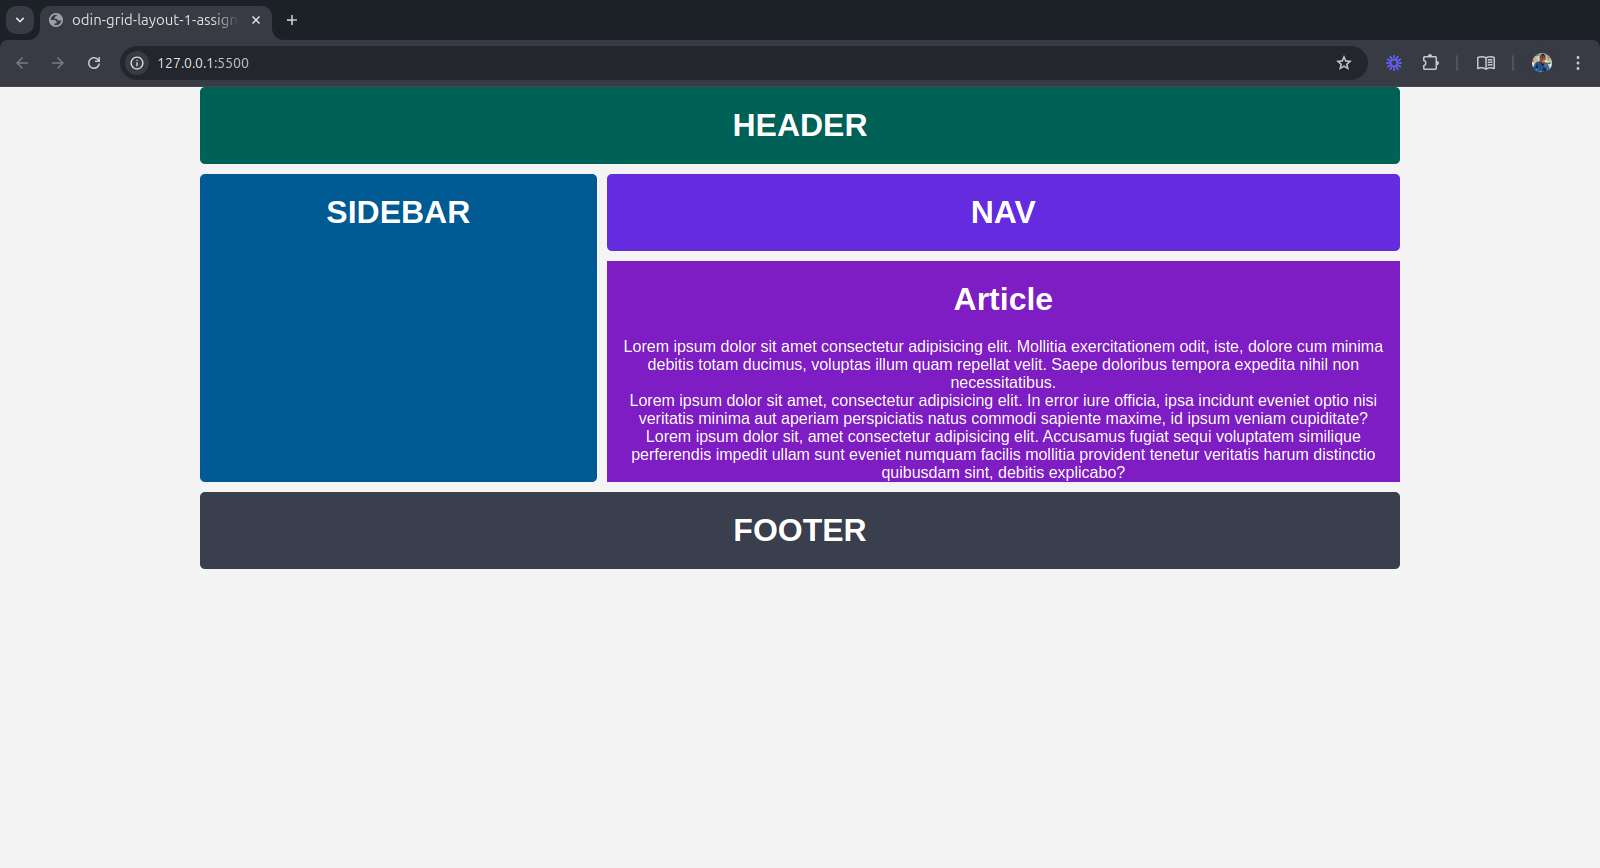 odin-grid-layout-1-assign
127.0.0.1:5500
HEADER
SIDEBAR
NAV
Article
Lorem ipsum dolor sit amet consectetur adipisicing elit. Mollitia exercitationem odit, iste, dolore cum minima
debitis totam ducimus, voluptas illum quam repellat velit. Saepe doloribus tempora expedita nihil non
necessitatibus.
Lorem ipsum dolor sit amet, consectetur adipisicing elit. In error iure officia, ipsa incidunt eveniet optio nisi
veritatis minima aut aperiam perspiciatis natus commodi sapiente maxime, id ipsum veniam cupiditate?
Lorem ipsum dolor sit, amet consectetur adipisicing elit. Accusamus fugiat sequi voluptatem similique
perferendis impedit ullam sunt eveniet numquam facilis mollitia provident tenetur veritatis harum distinctio
quibusdam sint, debitis explicabo?
FOOTER